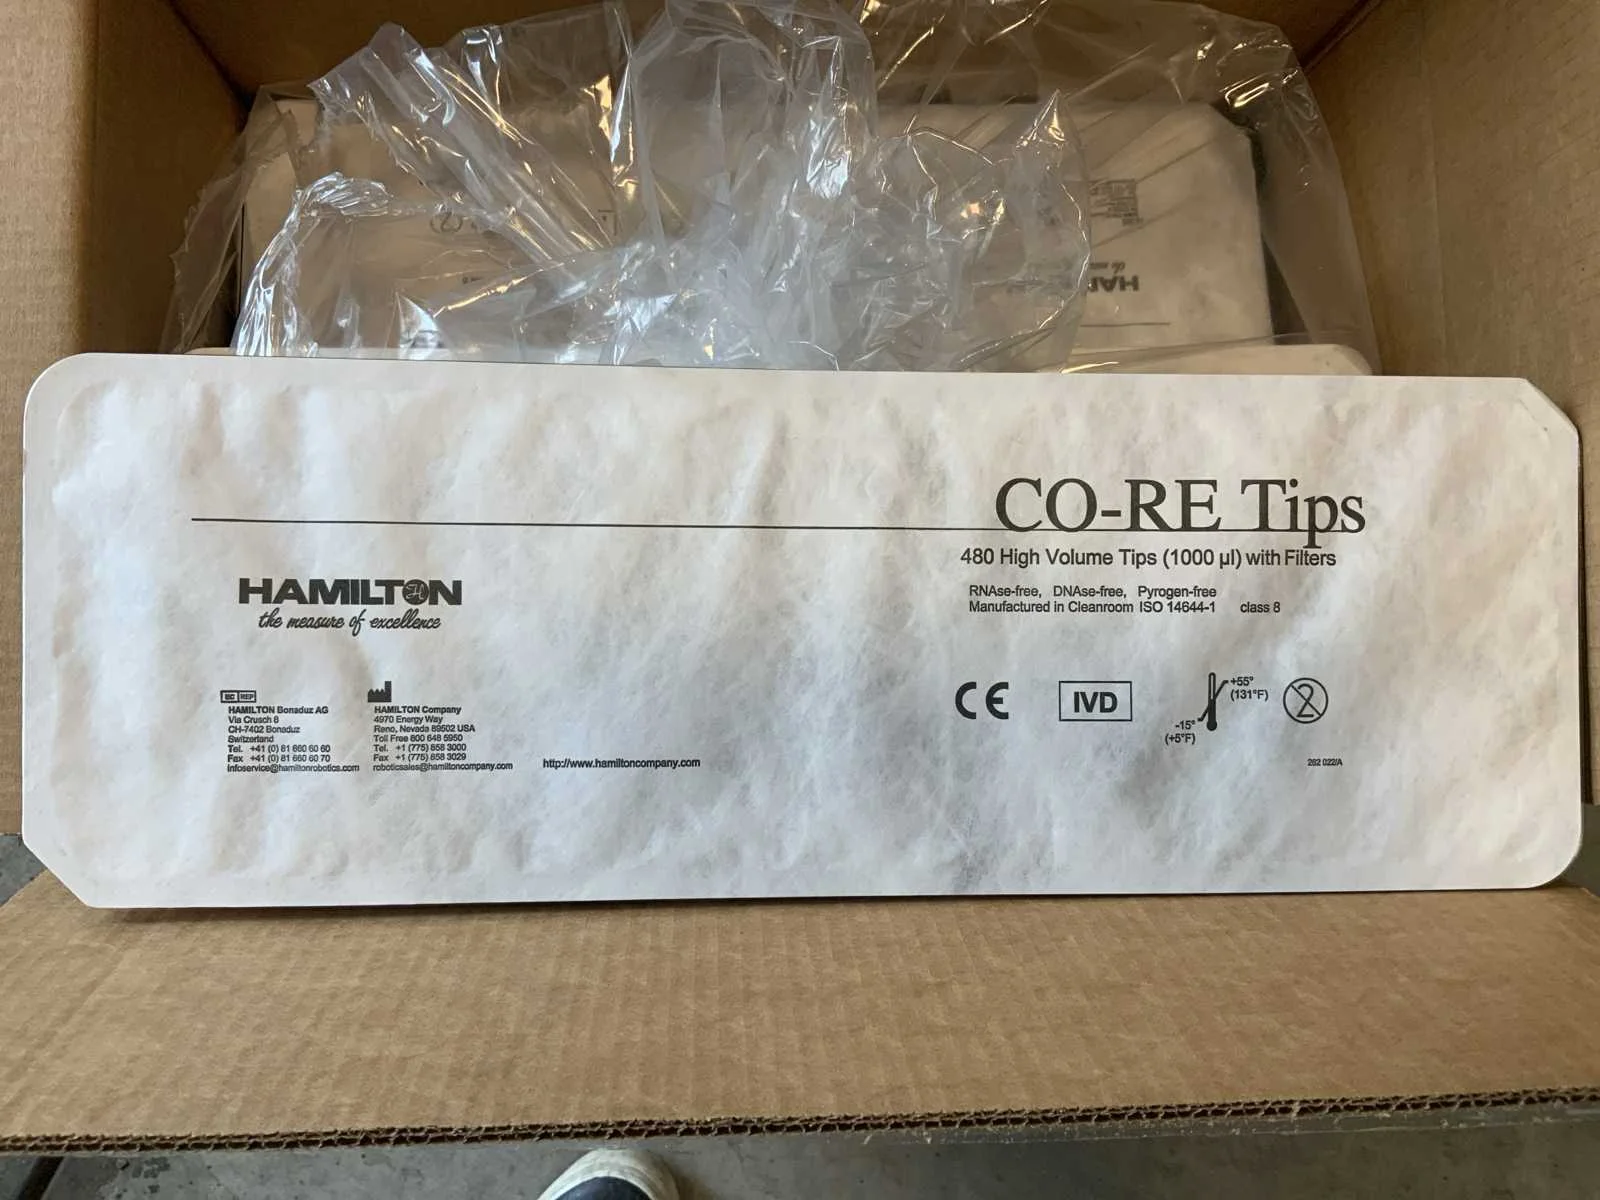 CO-RE Tips
480 High Volume Tips (1000 µl) with Filters
RNAse-free, DNAse-free, Pyrogen-free
Manufactured in Cleanroom ISO 14644-1 class 8
HAMILTON
the measure of excellence
EC REP
HAMILTON Bonaduz AG
Via Crusch 8
CH-7402 Bonaduz
Switzerland
Tel. +41 (0) 81 660 60 60
Fax +41 (0) 81 660 60 70
infoservice@hamiltonrobotics.com
HAMILTON Company
4970 Energy Way
Reno, Nevada 89502 USA
Toll Free 800 648 5950
Tel. +1 (775) 858 3000
Fax +1 (775) 858 3029
roboticsales@hamiltoncompany.com
http://www.hamiltoncompany.com
CE
IVD
+55°
(131°F)
-15°
(+5°F)
2
282 022/A
HAMILTON